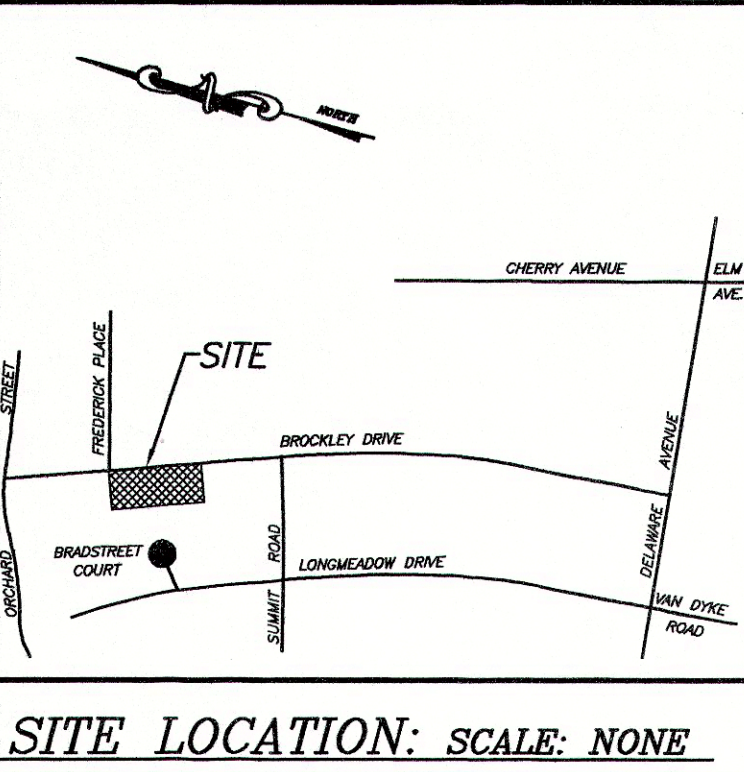 NORTH
CHERRY AVENUE
ELM
AVE.
ORCHARD STREET
FREDERICK PLACE
SITE
BROCKLEY DRIVE
DELAWARE AVENUE
BRADSTREET
COURT
SUMMIT ROAD
LONGMEADOW DRIVE
VAN DYKE
ROAD
SITE LOCATION: SCALE: NONE